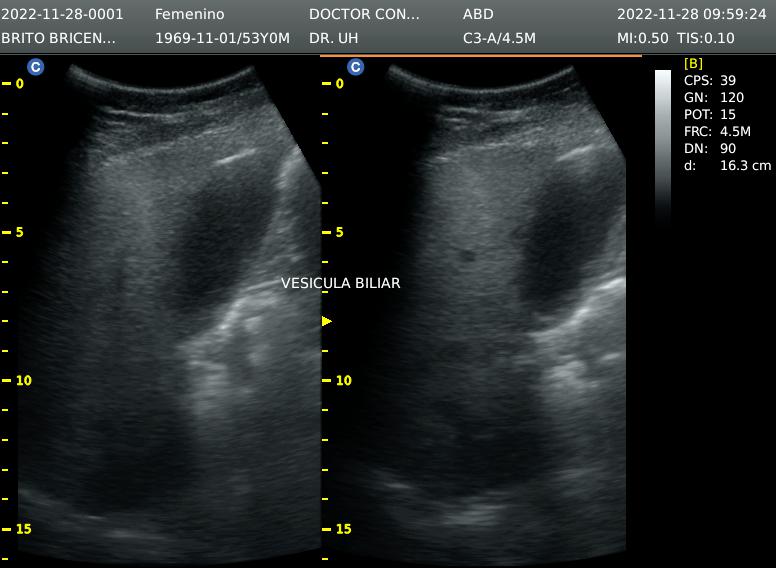 2022-11-28-0001 Femenino DOCTOR CON... ABD 2022-11-28 09:59:24
BRITO BRICEN... 1969-11-01/53Y0M DR. UH C3-A/4.5M MI:0.50 TIS:0.10
C C
[B]
0 0
CPS: 39
GN: 120
POT: 15
FRC: 4.5M
DN: 90
d: 16.3 cm
5 5
VESICULA BILIAR
10 10
15 15